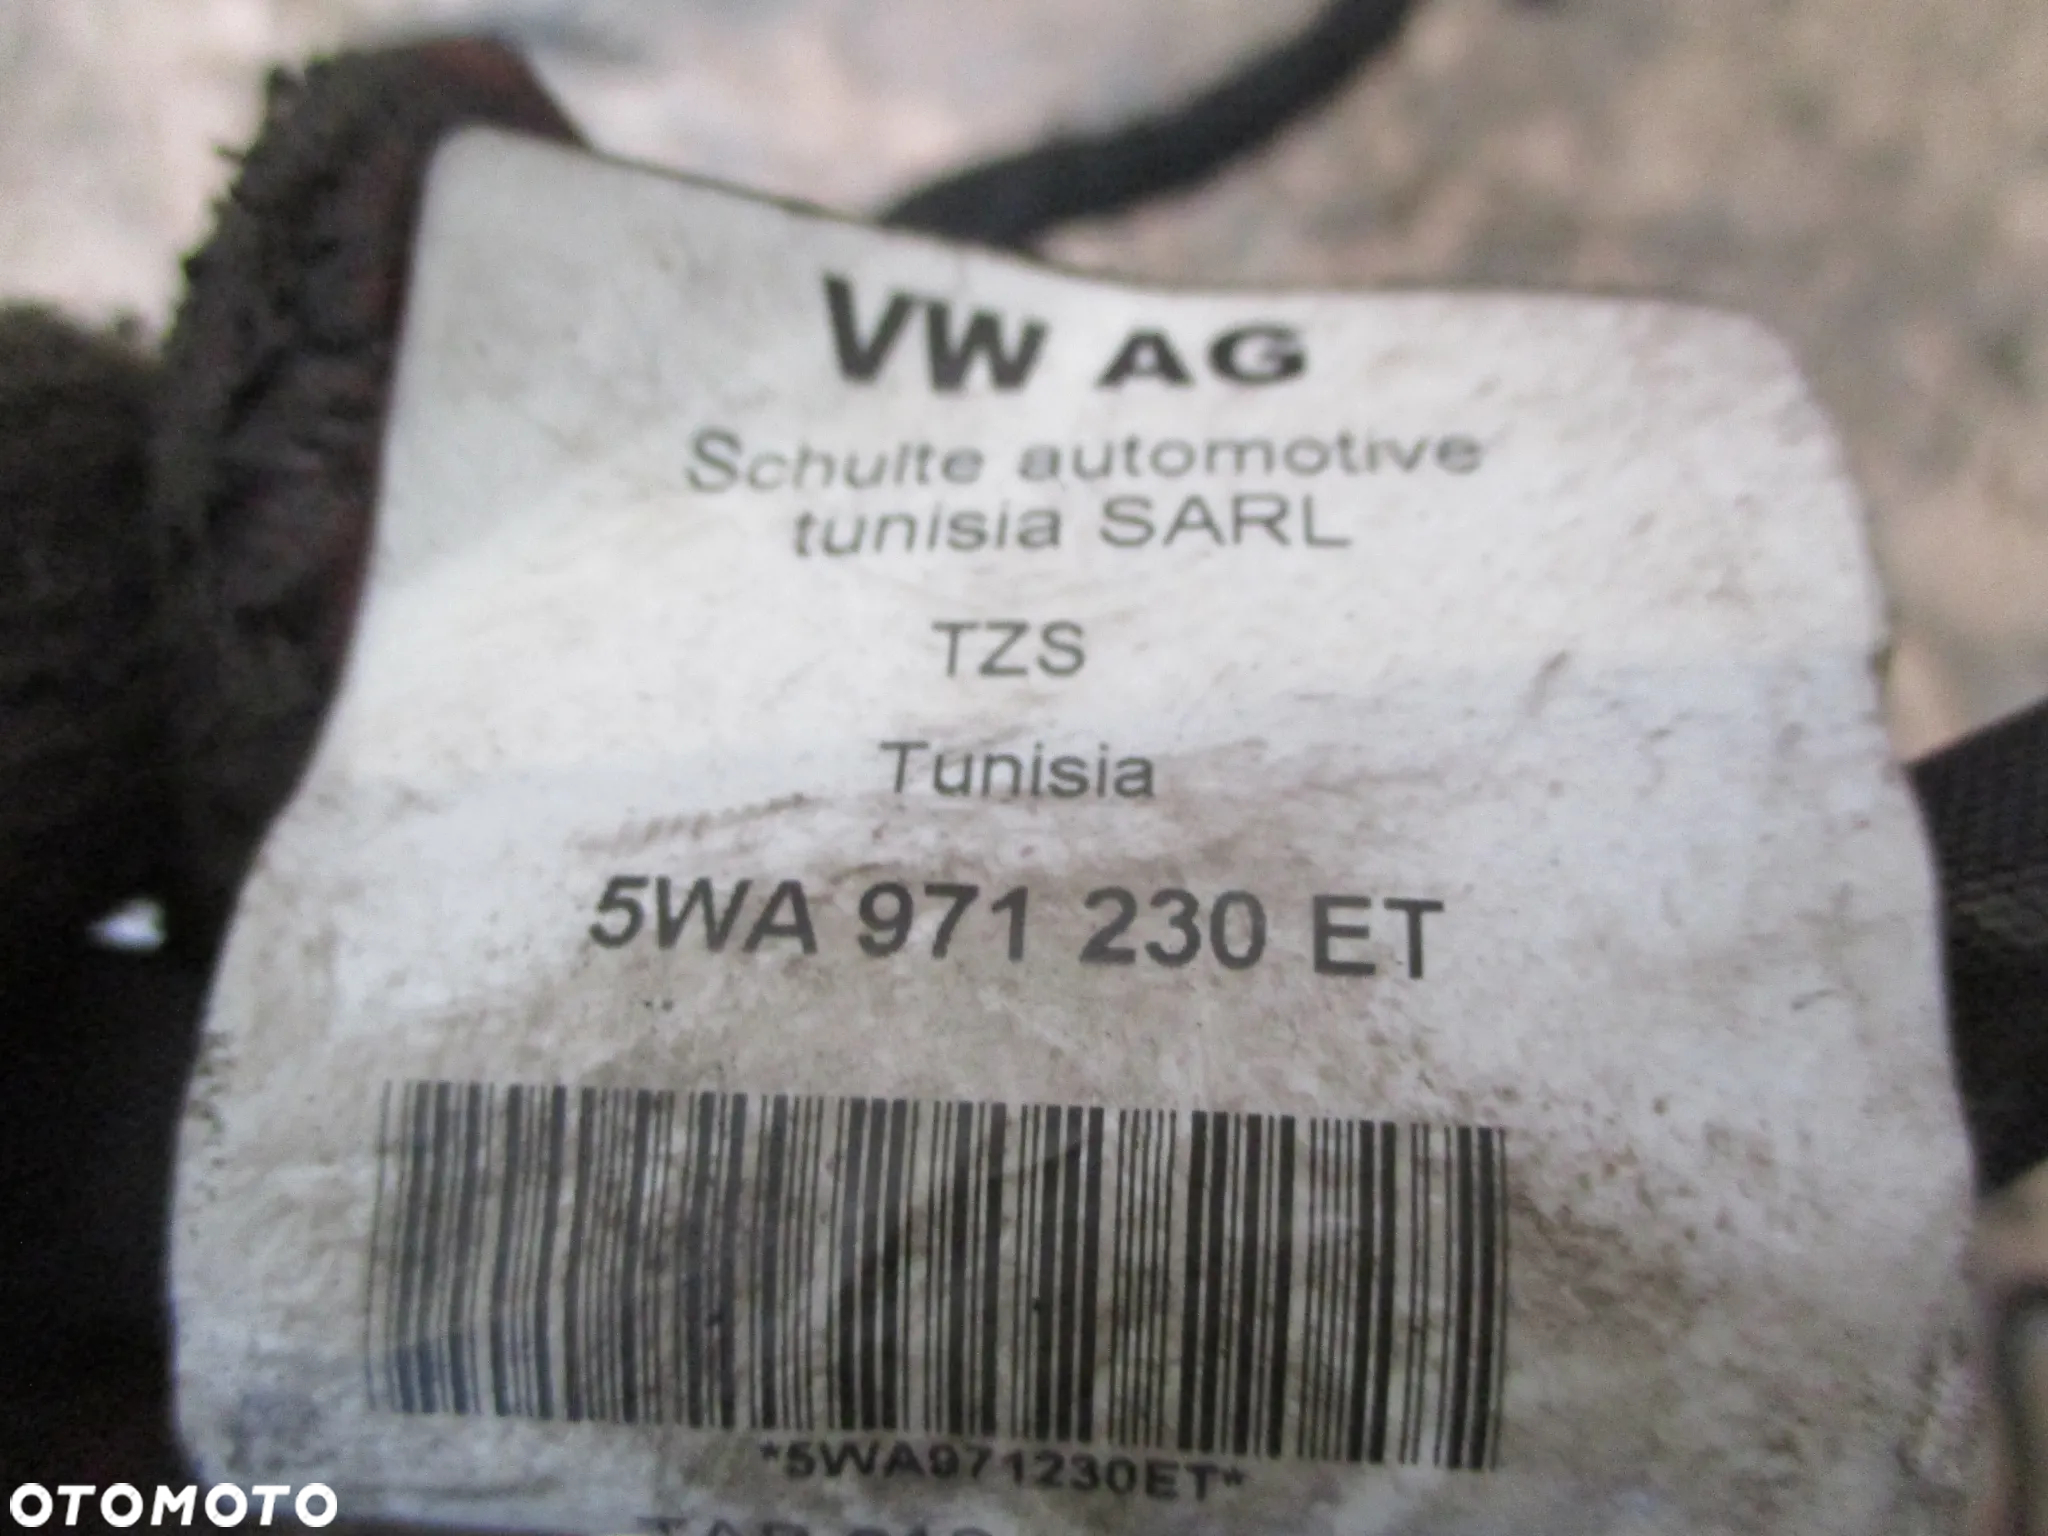 VW AG
Schulte automotive
tunisia SARL
TZS
Tunisia
5WA 971 230 ET
*5WA971230ET*
OTOMOTO